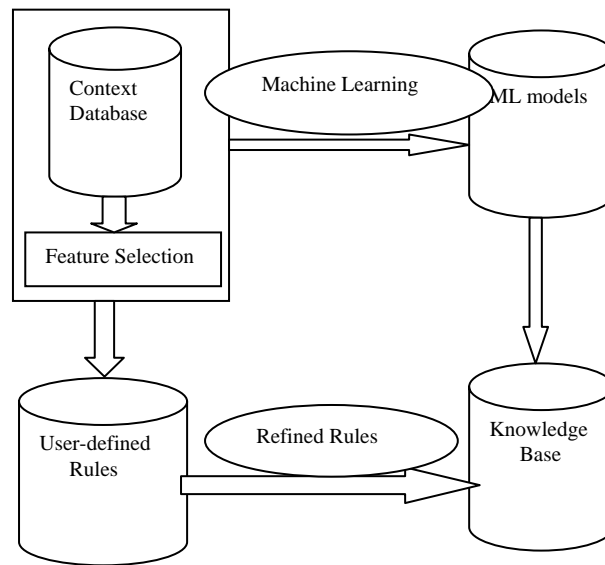 Context
Database
Machine Learning
ML models
Feature Selection
User-defined
Rules
Refined Rules
Knowledge
Base